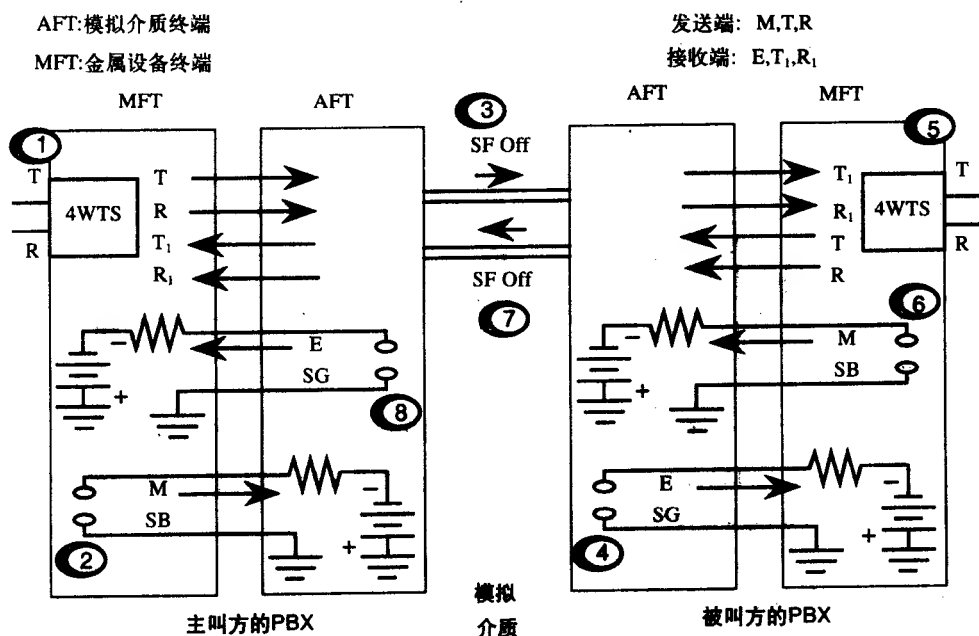 AFT:模拟介质终端
发送端: M,T,R
MFT:金属设备终端
接收端: E,T₁,R₁
MFT
AFT
3
AFT
MFT
1
SF Off
5
T
4WTS
R
T
R
T₁
R₁
T₁
R₁
T
R
4WTS
T
R
SF Off
7
6
−
E
SG
+
8
−
M
SB
+
M
SB
−
+
2
E
SG
−
+
4
主叫方的PBX
模拟
介质
被叫方的PBX